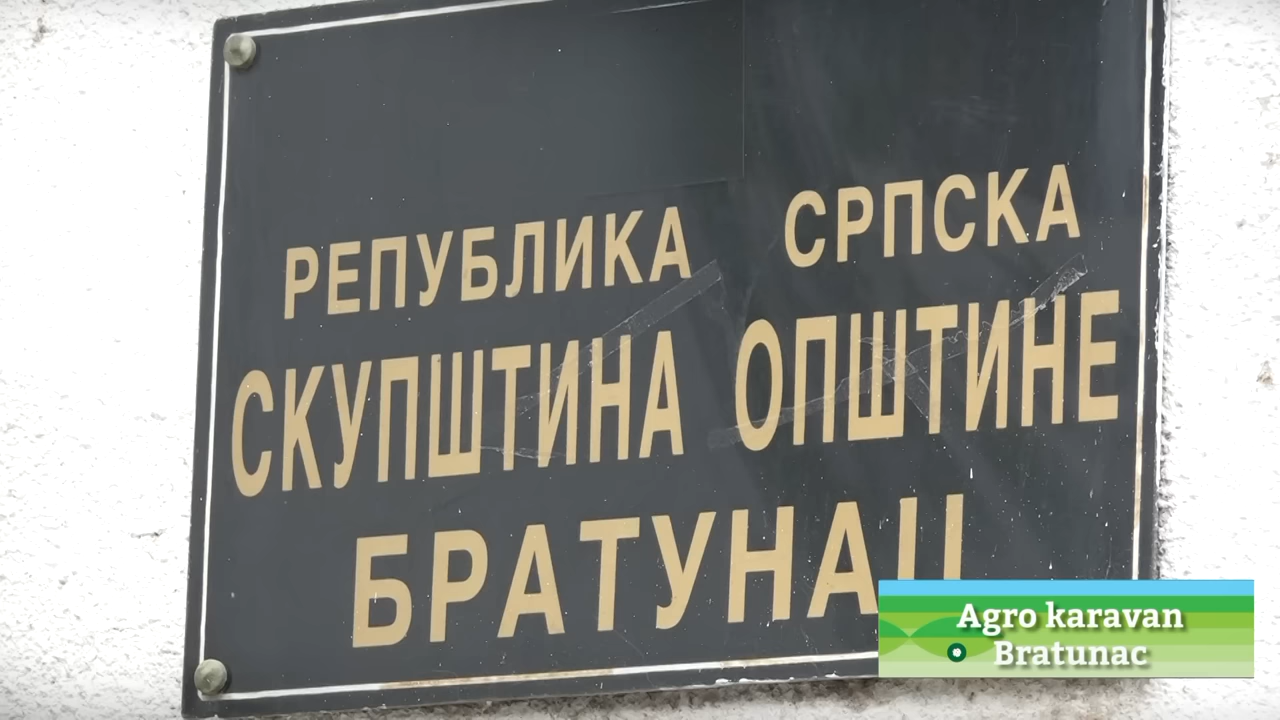 РЕПУБЛИКА СРПСКА
СКУПШТИНА ОПШТИНЕ
БРАТУНАЦ
Agro karavan
Bratunac